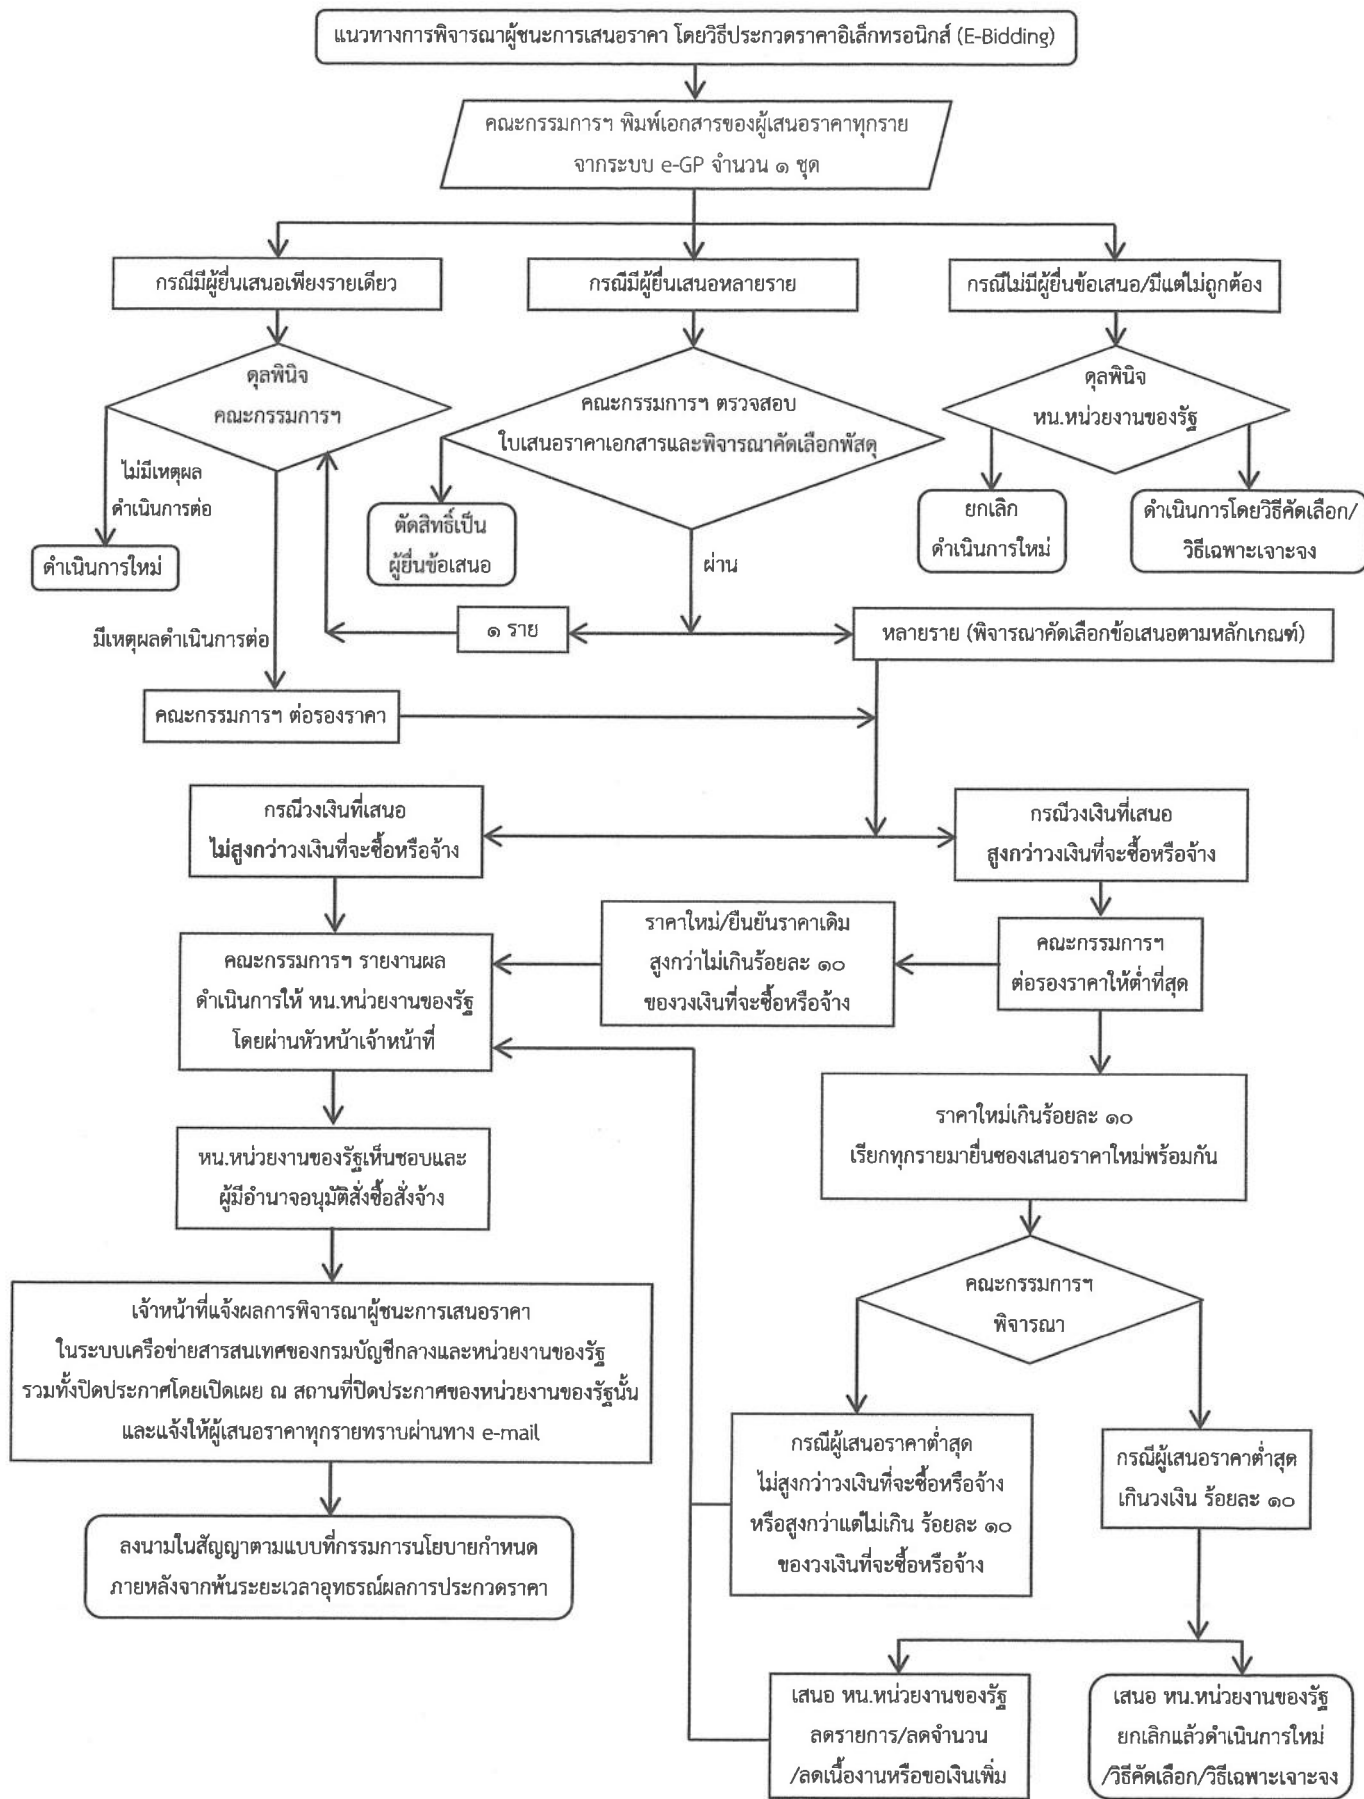 แนวทางการพิจารณาผู้ชนะการเสนอราคา โดยวิธีประกวดราคาอิเล็กทรอนิกส์ (E-Bidding)
คณะกรรมการฯ พิมพ์เอกสารของผู้เสนอราคาทุกราย
จากระบบ e-GP จำนวน ๑ ชุด
กรณีมีผู้ยื่นเสนอเพียงรายเดียว
กรณีมีผู้ยื่นเสนอหลายราย
กรณีไม่มีผู้ยื่นข้อเสนอ/มีแต่ไม่ถูกต้อง
ดุลพินิจ
คณะกรรมการฯ
คณะกรรมการฯ ตรวจสอบ
ใบเสนอราคาเอกสารและพิจารณาคัดเลือกพัสดุ
ดุลพินิจ
หน.หน่วยงานของรัฐ
ไม่มีเหตุผล
ดำเนินการต่อ
ดำเนินการใหม่
ตัดสิทธิ์เป็น
ผู้ยื่นข้อเสนอ
ยกเลิก
ดำเนินการใหม่
ดำเนินการโดยวิธีคัดเลือก/
วิธีเฉพาะเจาะจง
ผ่าน
มีเหตุผลดำเนินการต่อ
๑ ราย
หลายราย (พิจารณาคัดเลือกข้อเสนอตามหลักเกณฑ์)
คณะกรรมการฯ ต่อรองราคา
กรณีวงเงินที่เสนอ
ไม่สูงกว่าวงเงินที่จะซื้อหรือจ้าง
กรณีวงเงินที่เสนอ
สูงกว่าวงเงินที่จะซื้อหรือจ้าง
คณะกรรมการฯ รายงานผล
ดำเนินการให้ หน.หน่วยงานของรัฐ
โดยผ่านหัวหน้าเจ้าหน้าที่
ราคาใหม่/ยืนยันราคาเดิม
สูงกว่าไม่เกินร้อยละ ๑๐
ของวงเงินที่จะซื้อหรือจ้าง
คณะกรรมการฯ
ต่อรองราคาให้ต่ำที่สุด
ราคาใหม่เกินร้อยละ ๑๐
เรียกทุกรายมายื่นซองเสนอราคาใหม่พร้อมกัน
หน.หน่วยงานของรัฐเห็นชอบและ
ผู้มีอำนาจอนุมัติสั่งซื้อสั่งจ้าง
คณะกรรมการฯ
พิจารณา
เจ้าหน้าที่แจ้งผลการพิจารณาผู้ชนะการเสนอราคา
ในระบบเครือข่ายสารสนเทศของกรมบัญชีกลางและหน่วยงานของรัฐ
รวมทั้งปิดประกาศโดยเปิดเผย ณ สถานที่ปิดประกาศของหน่วยงานของรัฐนั้น
และแจ้งให้ผู้เสนอราคาทุกรายทราบผ่านทาง e-mail
กรณีผู้เสนอราคาต่ำสุด
ไม่สูงกว่าวงเงินที่จะซื้อหรือจ้าง
หรือสูงกว่าแต่ไม่เกิน ร้อยละ ๑๐
ของวงเงินที่จะซื้อหรือจ้าง
กรณีผู้เสนอราคาต่ำสุด
เกินวงเงิน ร้อยละ ๑๐
ลงนามในสัญญาตามแบบที่กรรมการนโยบายกำหนด
ภายหลังจากพ้นระยะเวลาอุทธรณ์ผลการประกวดราคา
เสนอ หน.หน่วยงานของรัฐ
ลดรายการ/ลดจำนวน
/ลดเนื้องานหรือขอเงินเพิ่ม
เสนอ หน.หน่วยงานของรัฐ
ยกเลิกแล้วดำเนินการใหม่
/วิธีคัดเลือก/วิธีเฉพาะเจาะจง